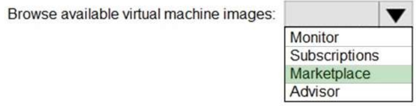 Browse available virtual machine images:
Monitor
Subscriptions
Marketplace
Advisor